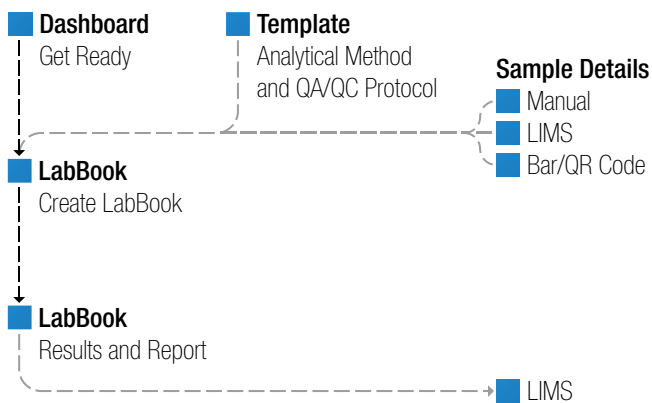 Dashboard
Get Ready
Template
Analytical Method
and QA/QC Protocol
Sample Details
Manual
LIMS
Bar/QR Code
LabBook
Create LabBook
LabBook
Results and Report
LIMS